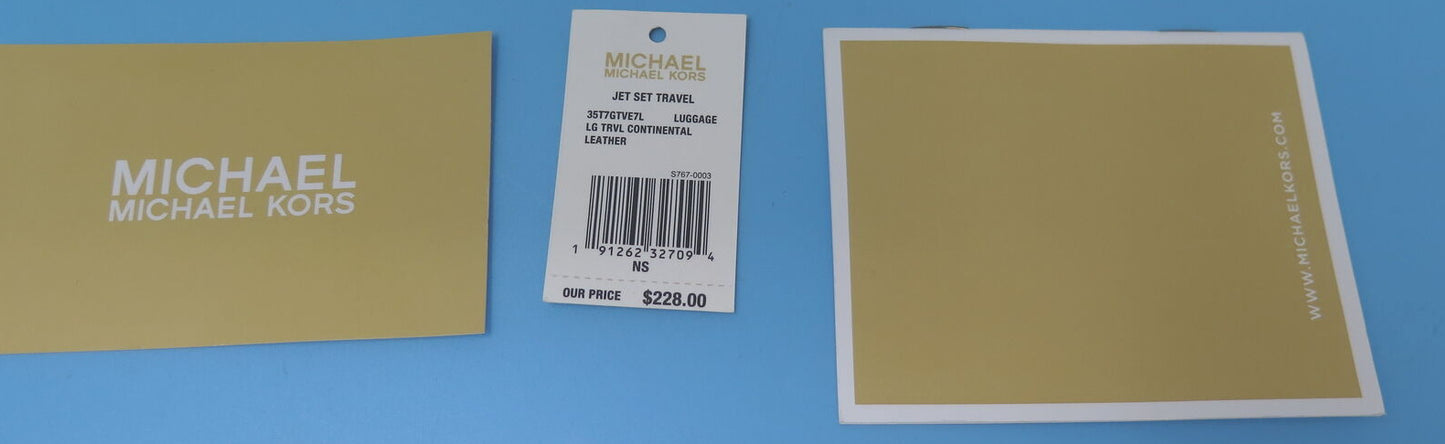 MICHAEL
MICHAEL KORS
MICHAEL
MICHAEL KORS
JET SET TRAVEL
35T7GTVE7L LUGGAGE
LG TRVL CONTINENTAL
LEATHER
S767-0003
1 91262 32709 4
NS
OUR PRICE $228.00
WWW.MICHAELKORS.COM